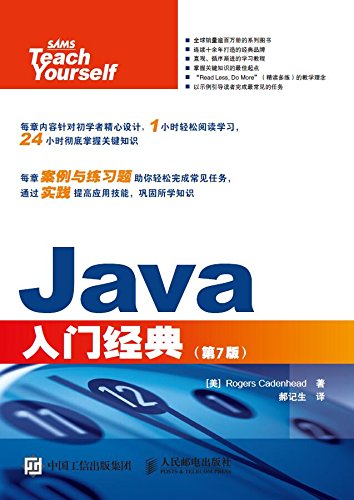 SAMS
Teach
Yourself
全球销量逾百万册的系列图书
连续十余年打造的经典品牌
直观、循序渐进的学习教程
掌握关键知识的最佳起点
“Read Less, Do More”（精读多练）的教学理念
以示例引导读者完成最常见的任务
每章内容针对初学者精心设计，1小时轻松阅读学习，
24小时彻底掌握关键知识
每章案例与练习题助你轻松完成常见任务，
通过实践提高应用技能，巩固所学知识
Java
入门经典（第7版）
[美] Rogers Cadenhead 著
郝记生 译
中国工信出版集团
人民邮电出版社
POSTS & TELECOM PRESS